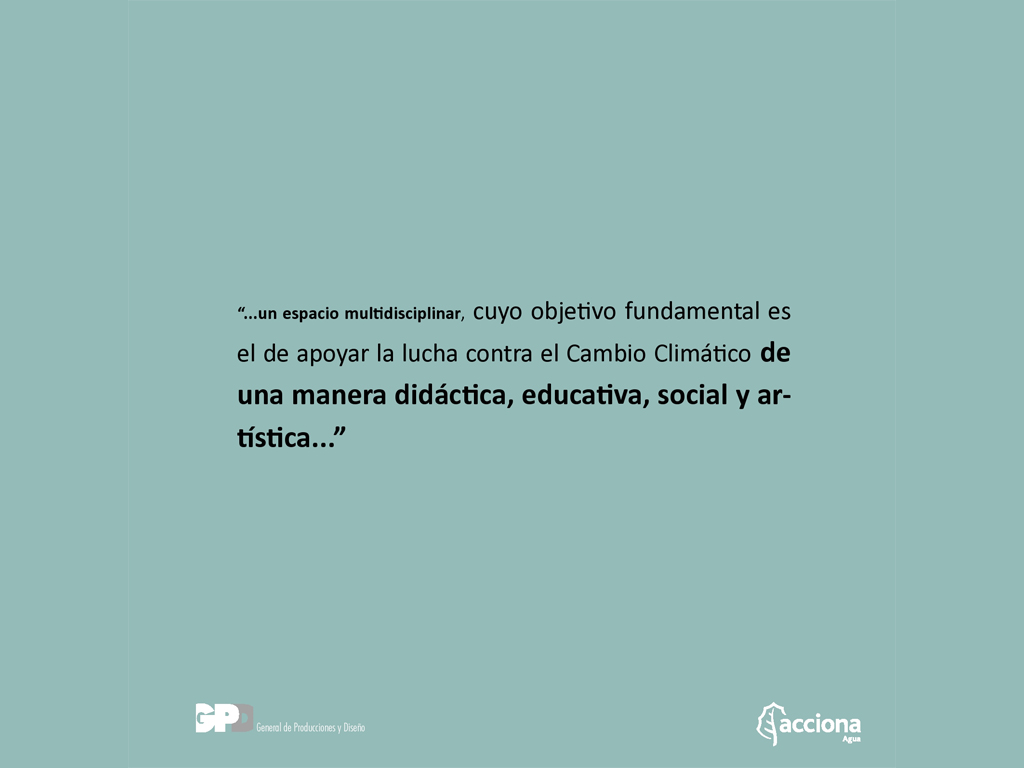 “...un espacio multidisciplinar, cuyo objetivo fundamental es
el de apoyar la lucha contra el Cambio Climático de
una manera didáctica, educativa, social y ar-
tística...”
GPD General de Producciones y Diseño
acciona
Agua